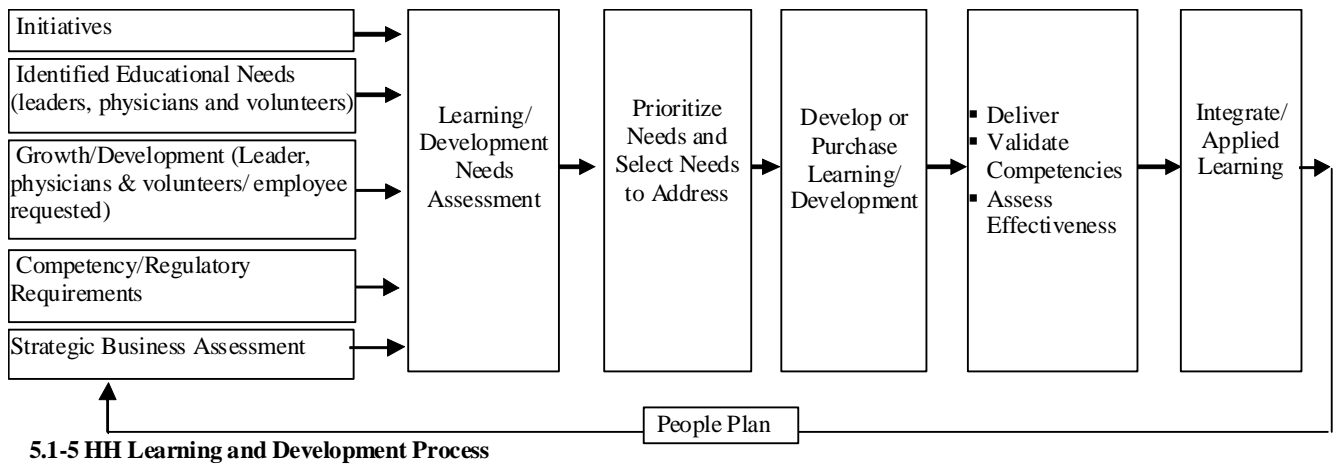 Initiatives
Identified Educational Needs
(leaders, physicians and volunteers)
Growth/Development (Leader,
physicians & volunteers/ employee
requested)
Competency/Regulatory
Requirements
Strategic Business Assessment
Learning/
Development
Needs
Assessment
Prioritize
Needs and
Select Needs
to Address
Develop or
Purchase
Learning/
Development
▪ Deliver
▪ Validate
Competencies
▪ Assess
Effectiveness
Integrate/
Applied
Learning
People Plan
5.1-5 HH Learning and Development Process